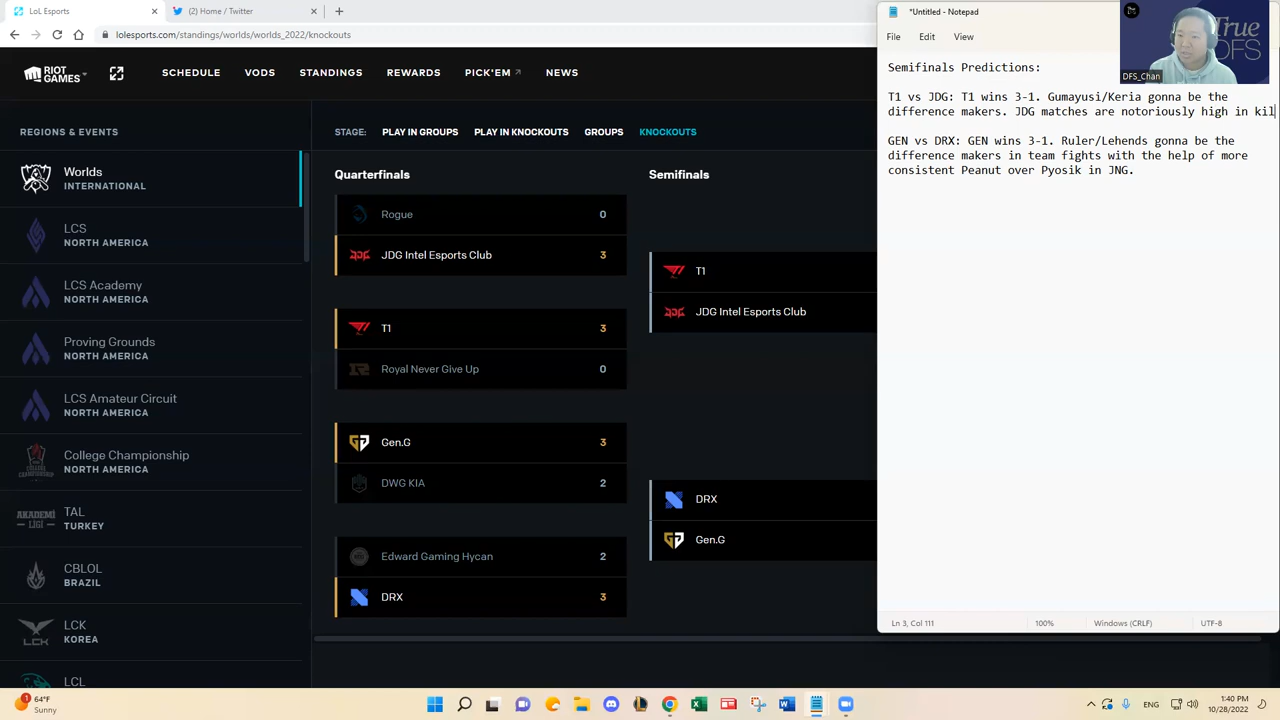 LoL Esports
(2) Home / Twitter
lolesports.com/standings/worlds/worlds_2022/knockouts
RIOT GAMES
SCHEDULE
VODS
STANDINGS
REWARDS
PICK'EM
NEWS
REGIONS & EVENTS
STAGE:
PLAY IN GROUPS
PLAY IN KNOCKOUTS
GROUPS
KNOCKOUTS
Worlds
INTERNATIONAL
LCS
NORTH AMERICA
LCS Academy
NORTH AMERICA
Proving Grounds
NORTH AMERICA
LCS Amateur Circuit
NORTH AMERICA
College Championship
NORTH AMERICA
AKADEMİ LİGİ
TAL
TURKEY
CBLOL
BRAZIL
LCK
LCK
KOREA
LCL
Quarterfinals
Rogue 0
JDG Intel Esports Club 3
T1 3
Royal Never Give Up 0
Gen.G 3
DWG KIA 2
Edward Gaming Hycan 2
DRX 3
Semifinals
T1
JDG Intel Esports Club
DRX
Gen.G
*Untitled - Notepad
File Edit View
Semifinals Predictions:
T1 vs JDG: T1 wins 3-1. Gumayusi/Keria gonna be the
difference makers. JDG matches are notoriously high in kil
GEN vs DRX: GEN wins 3-1. Ruler/Lehends gonna be the
difference makers in team fights with the help of more
consistent Peanut over Pyosik in JNG.
Ln 3, Col 111
100%
Windows (CRLF)
UTF-8
True
DFS
DFS_Chan
1
64°F
Sunny
ENG
1:40 PM
10/28/2022